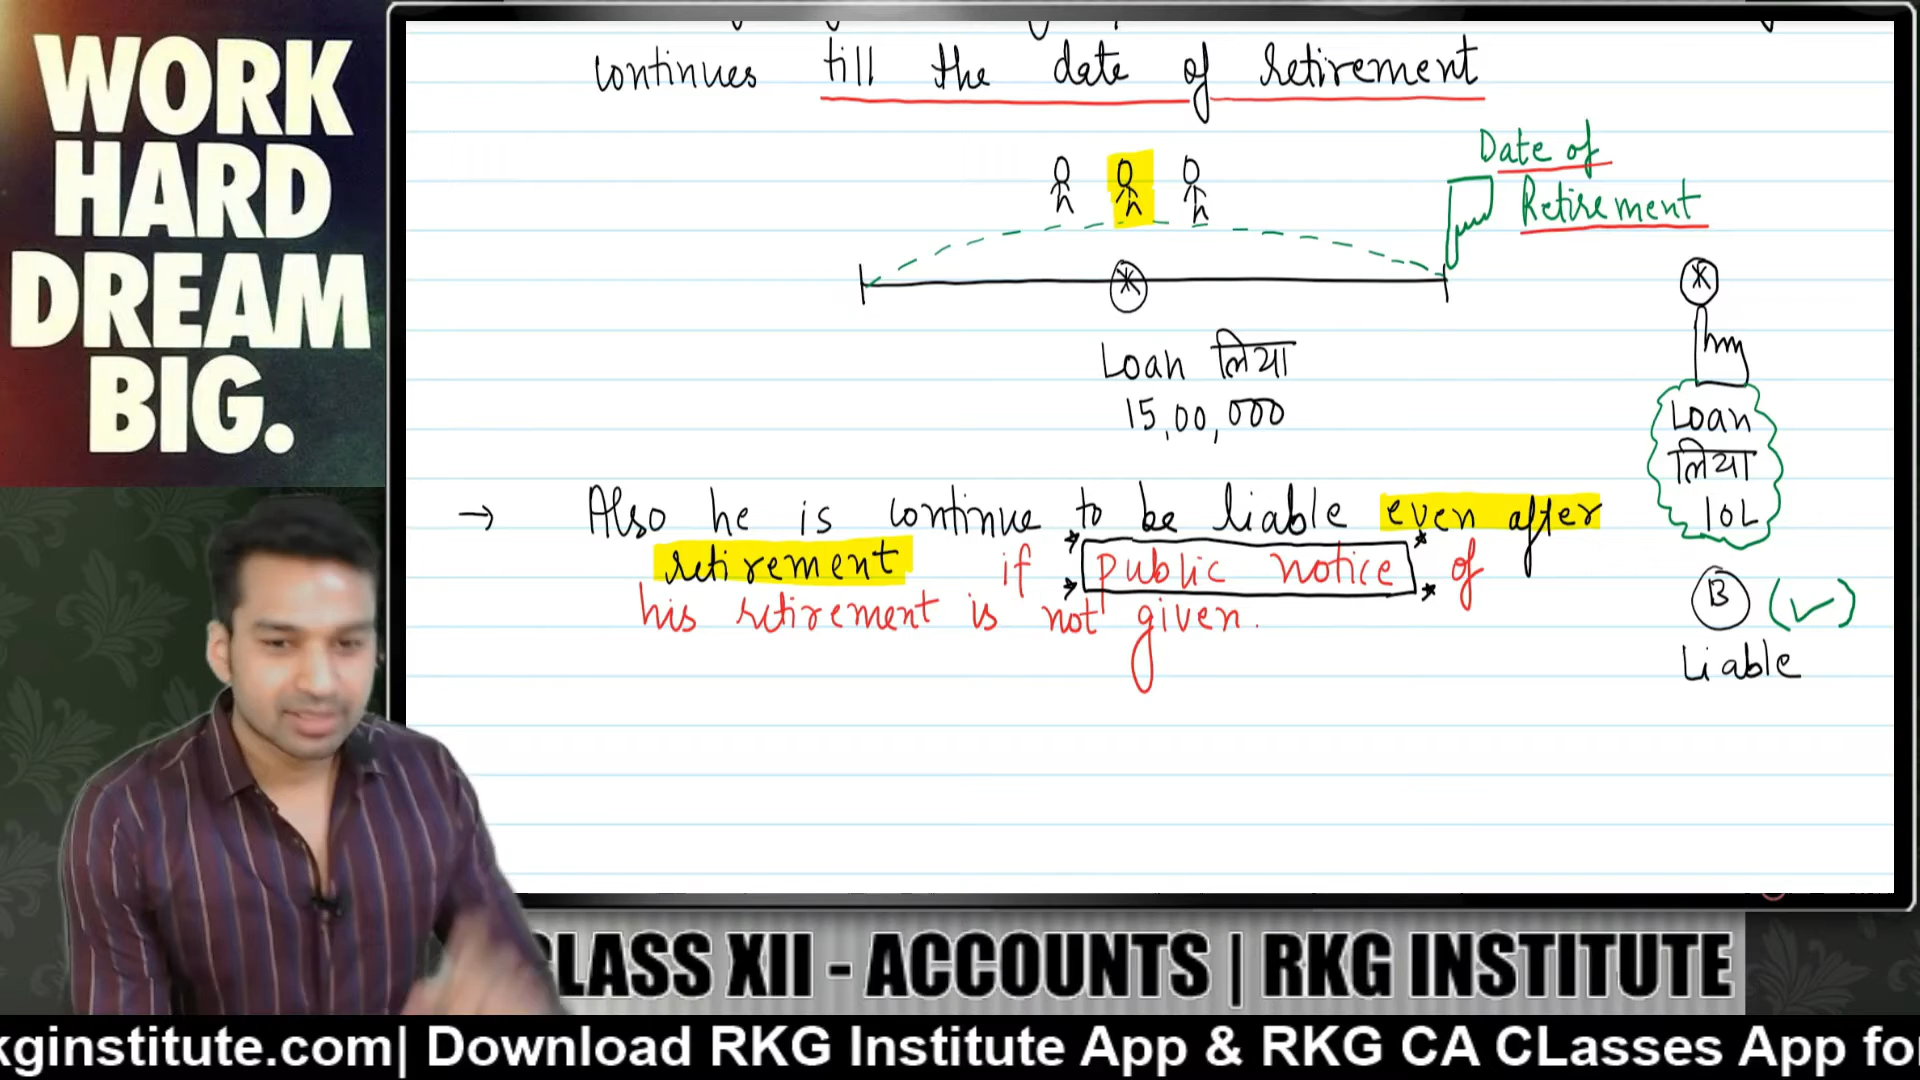 WORK
HARD
DREAM
BIG.
continues till the date of retirement
Date of
Retirement
Loan लिया
15,00,000
Loan
लिया
10L
→ Also he is continue to be liable even after
retirement if public notice of
his retirement is not given.
B (✓)
Liable
CLASS XII - ACCOUNTS | RKG INSTITUTE
kginstitute.com| Download RKG Institute App & RKG CA CLasses App fo